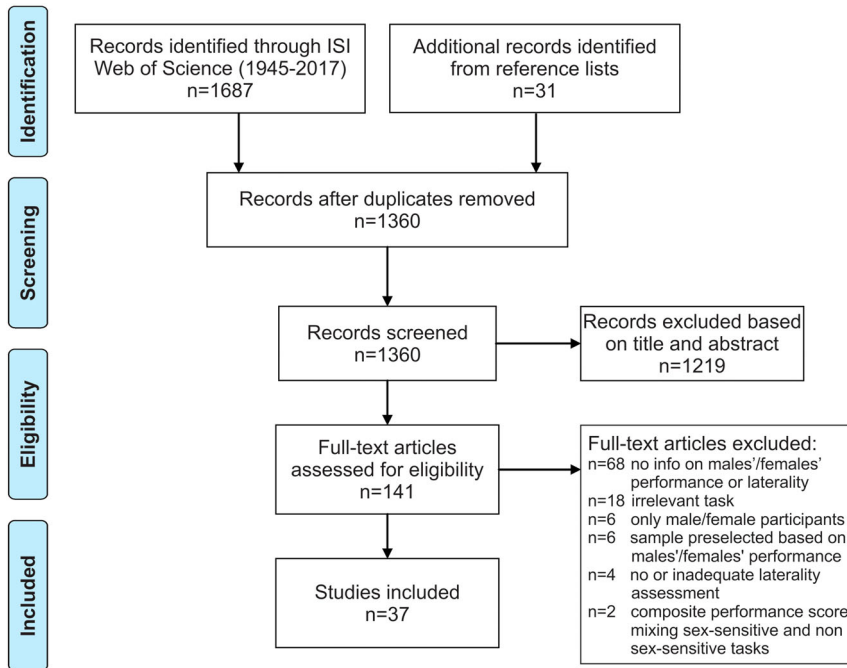 Identification
Records identified through ISI
Web of Science (1945-2017)
n=1687
Additional records identified
from reference lists
n=31
Screening
Records after duplicates removed
n=1360
Records screened
n=1360
Records excluded based
on title and abstract
n=1219
Eligibility
Full-text articles
assessed for eligibility
n=141
Full-text articles excluded:
n=68 no info on males'/females'
performance or laterality
n=18 irrelevant task
n=6 only male/female participants
n=6 sample preselected based on
males'/females' performance
n=4 no or inadequate laterality
assessment
n=2 composite performance score
mixing sex-sensitive and non
sex-sensitive tasks
Included
Studies included
n=37